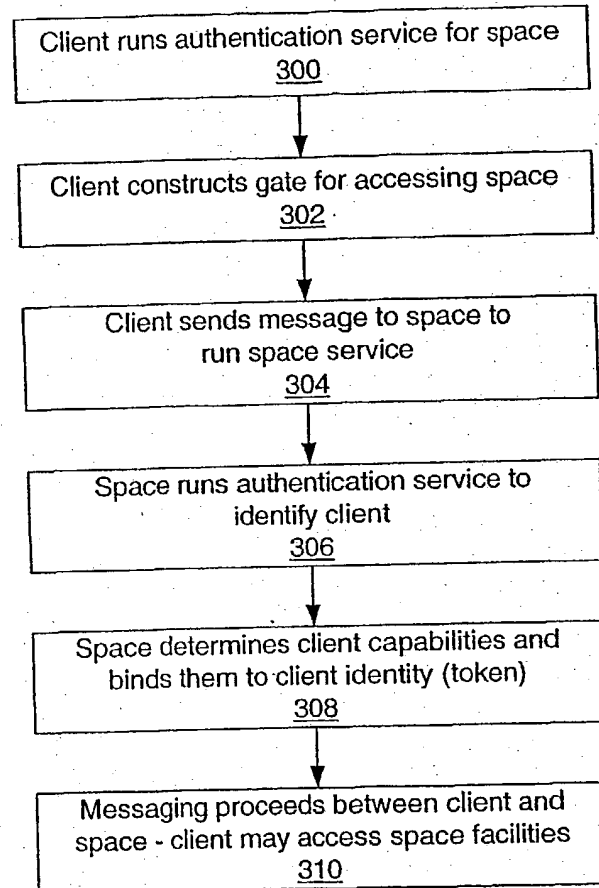 Client runs authentication service for space
300
Client constructs gate for accessing space
302
Client sends message to space to
run space service
304
Space runs authentication service to
identify client
306
Space determines client capabilities and
binds them to client identity (token)
308
Messaging proceeds between client and
space - client may access space facilities
310